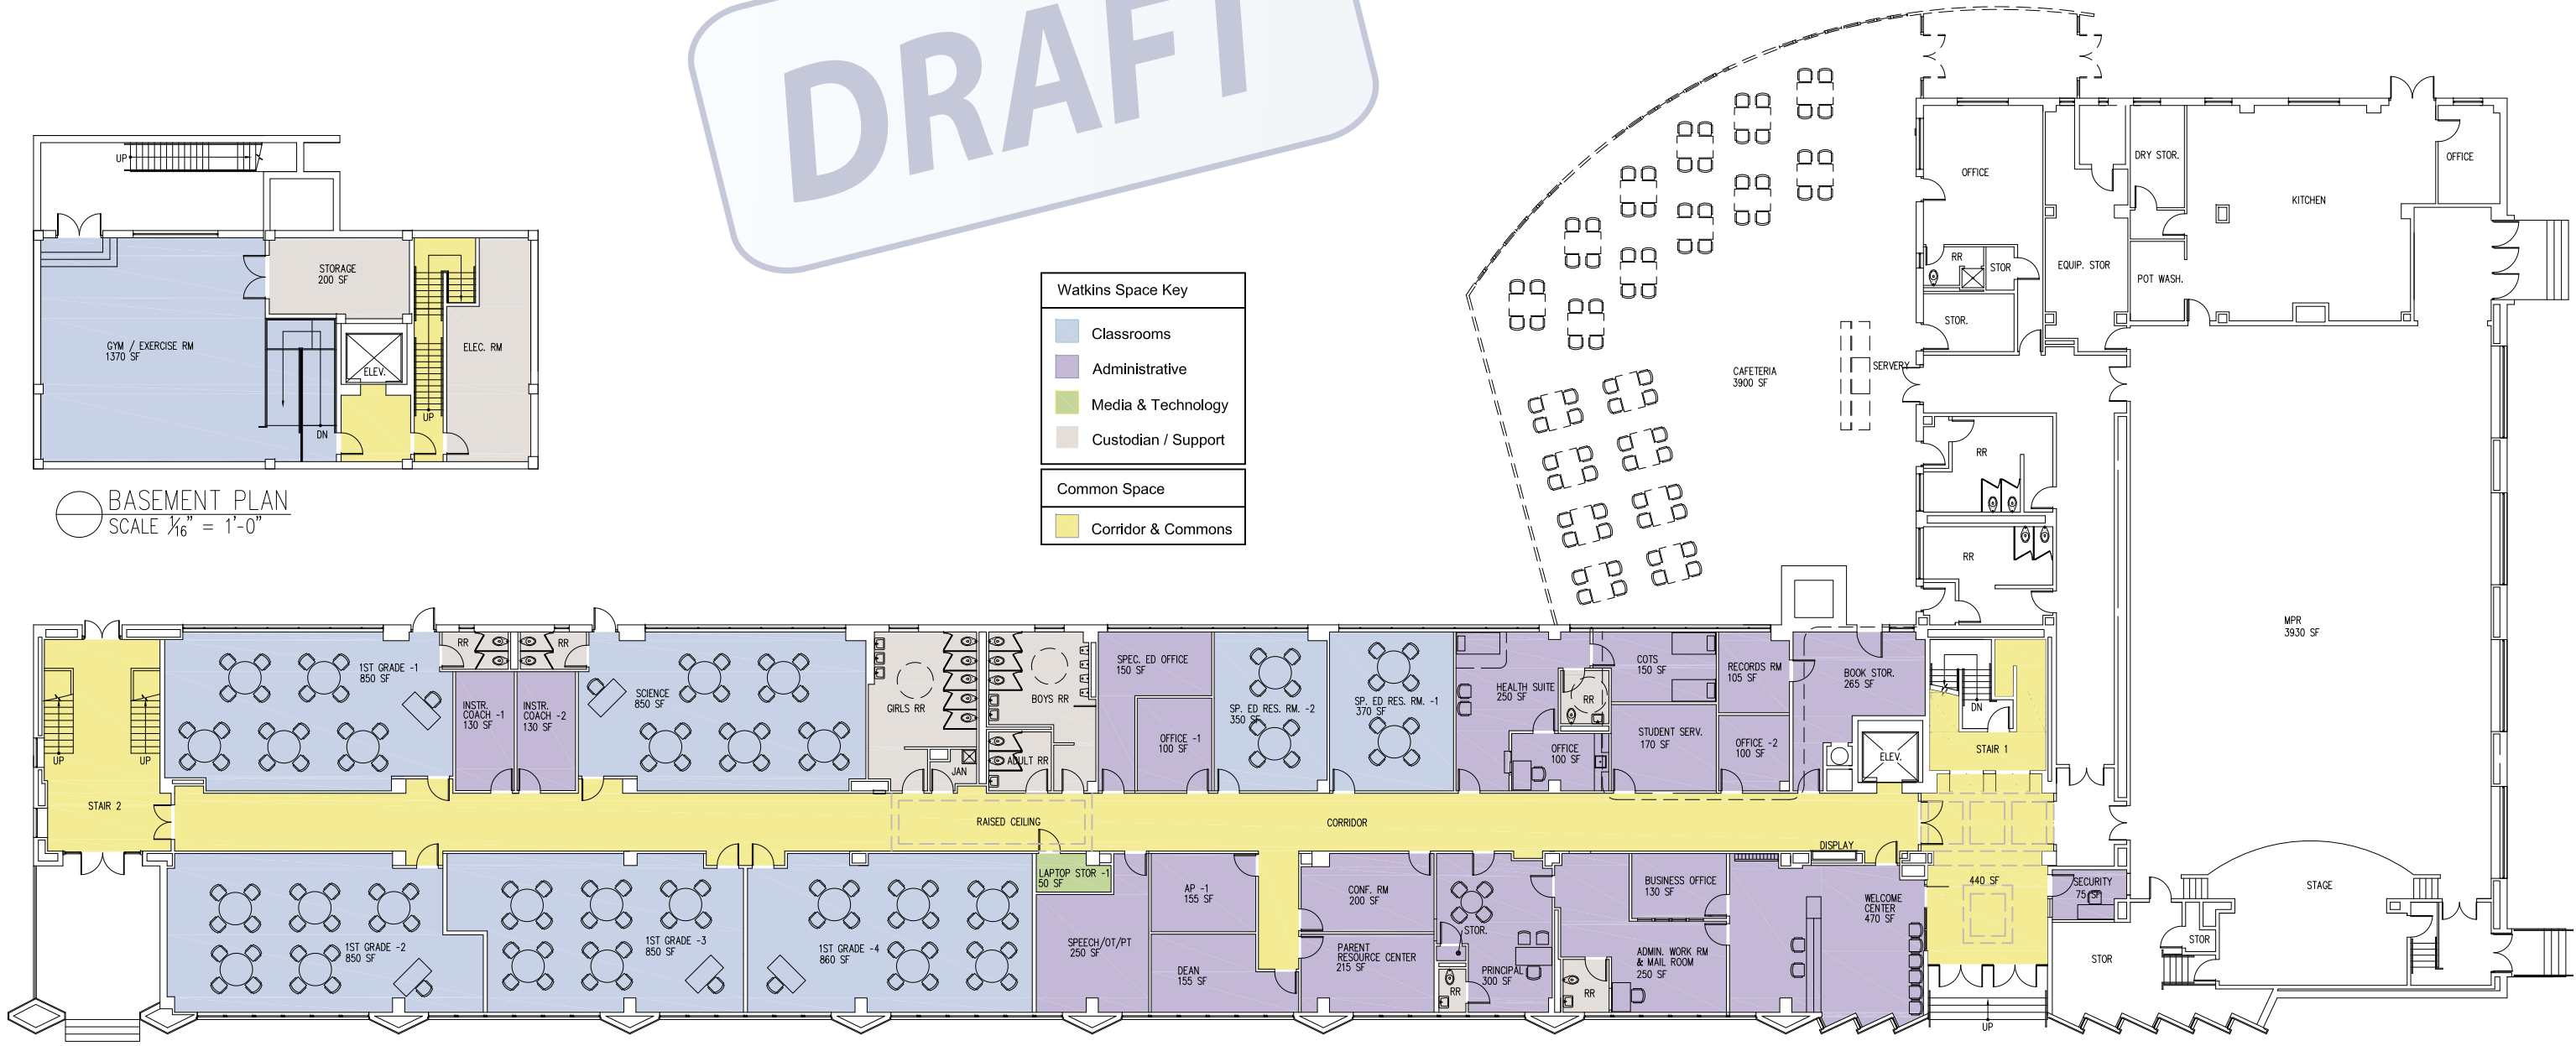 DRAFT
UP
STORAGE
200 SF
GYM / EXERCISE RM
1370 SF
ELEC. RM
ELEV.
UP
DN
BASEMENT PLAN
SCALE 1/16" = 1'-0"
Watkins Space Key
Classrooms
Administrative
Media & Technology
Custodian / Support
Common Space
Corridor & Commons
OFFICE
DRY STOR.
OFFICE
KITCHEN
RR
STOR
EQUIP. STOR
POT WASH.
STOR.
CAFETERIA
3900 SF
SERVERY
RR
RR
MPR
3930 SF
1ST GRADE -1
850 SF
RR
RR
INSTR.
COACH -1
130 SF
INSTR.
COACH -2
130 SF
SCIENCE
850 SF
GIRLS RR
JAN
BOYS RR
ADULT RR
SPEC. ED OFFICE
150 SF
OFFICE -1
100 SF
SP. ED RES. RM. -2
350 SF
SP. ED RES. RM. -1
370 SF
HEALTH SUITE
250 SF
RR
OFFICE
100 SF
COTS
150 SF
STUDENT SERV.
170 SF
RECORDS RM
105 SF
OFFICE -2
100 SF
BOOK STOR.
265 SF
ELEV.
DN
STAIR 1
UP
UP
STAIR 2
RAISED CEILING
CORRIDOR
DISPLAY
1ST GRADE -2
850 SF
1ST GRADE -3
850 SF
1ST GRADE -4
860 SF
LAPTOP STOR -1
50 SF
SPEECH/OT/PT
250 SF
AP -1
155 SF
DEAN
155 SF
CONF. RM
200 SF
PARENT
RESOURCE CENTER
215 SF
STOR.
RR
PRINCIPAL
300 SF
RR
BUSINESS OFFICE
130 SF
ADMIN. WORK RM
& MAIL ROOM
250 SF
WELCOME
CENTER
470 SF
440 SF
SECURITY
75 SF
STOR
STOR
STAGE
UP